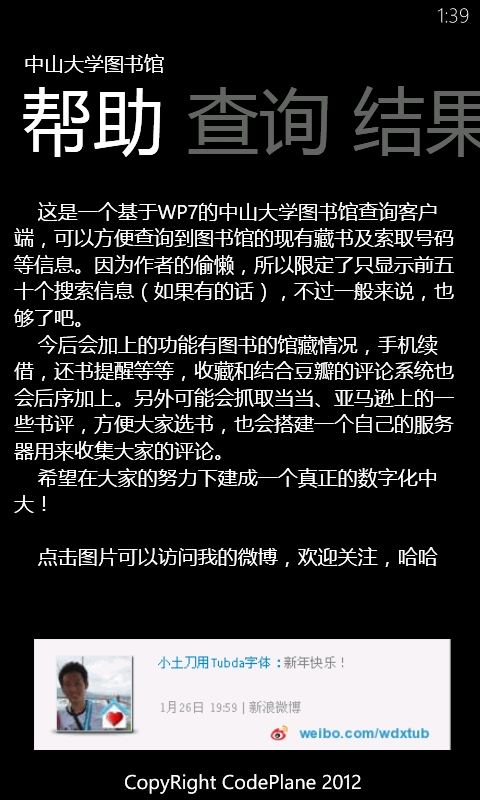 1:39
中山大学图书馆
帮助 查询 结果
这是一个基于WP7的中山大学图书馆查询客户
端，可以方便查询到图书馆的现有藏书及索取号码
等信息。因为作者的偷懒，所以限定了只显示前五
十个搜索信息（如果有的话），不过一般来说，也
够了吧。
今后会加上的功能有图书的馆藏情况，手机续
借，还书提醒等等，收藏和结合豆瓣的评论系统也
会后序加上。另外可能会抓取当当、亚马逊上的一
些书评，方便大家选书，也会搭建一个自己的服务
器用来收集大家的评论。
希望在大家的努力下建成一个真正的数字化中
大！
点击图片可以访问我的微博，欢迎关注，哈哈
小土刀用Tubda字体：新年快乐！
1月26日 19:59 | 新浪微博
weibo.com/wdxtub
CopyRight CodePlane 2012